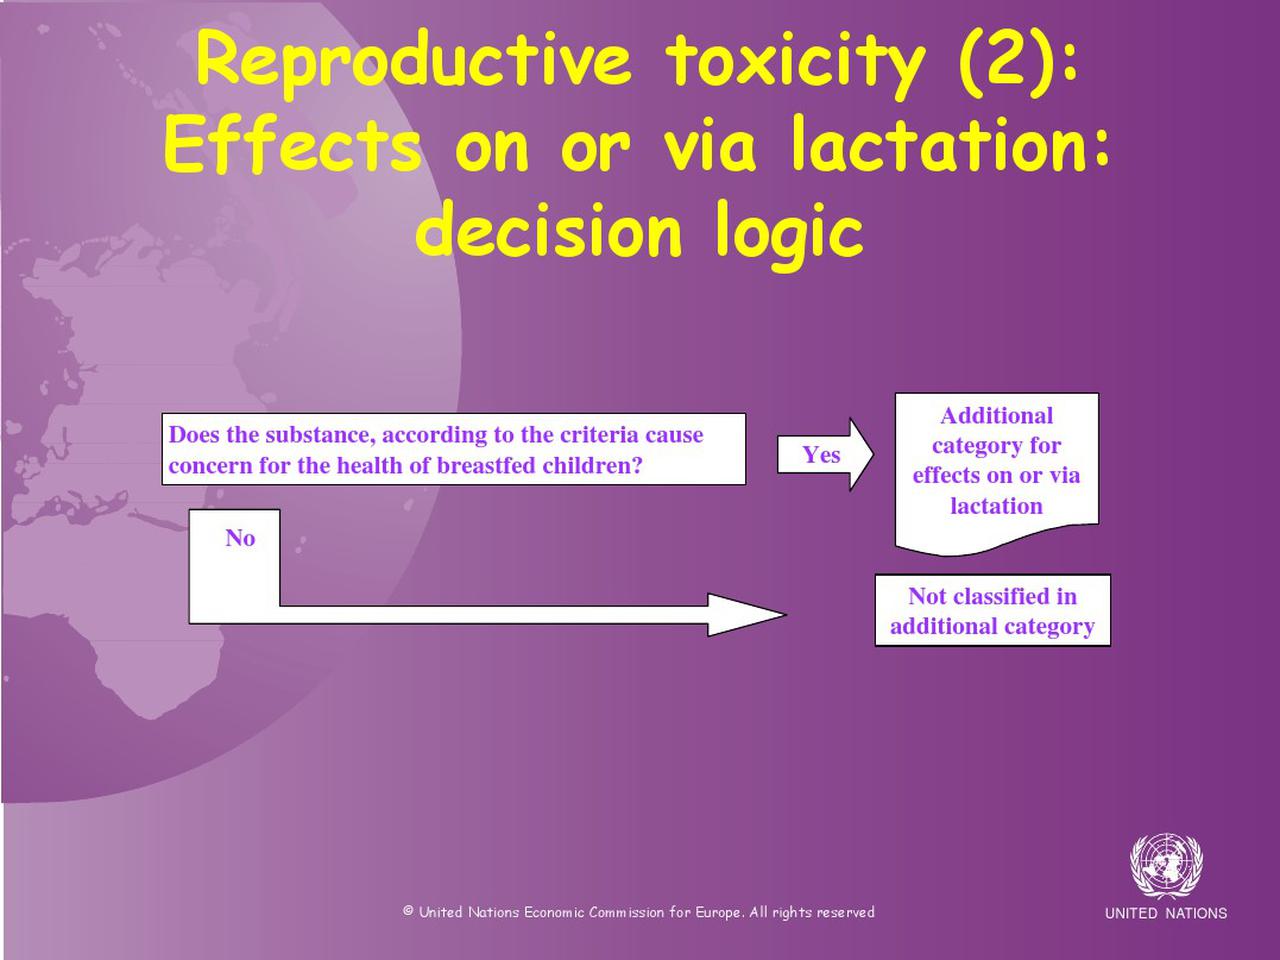 Reproductive toxicity (2):
Effects on or via lactation:
decision logic
Does the substance, according to the criteria cause
concern for the health of breastfed children?
Yes
Additional
category for
effects on or via
lactation
No
Not classified in
additional category
© United Nations Economic Commission for Europe. All rights reserved
UNITED NATIONS